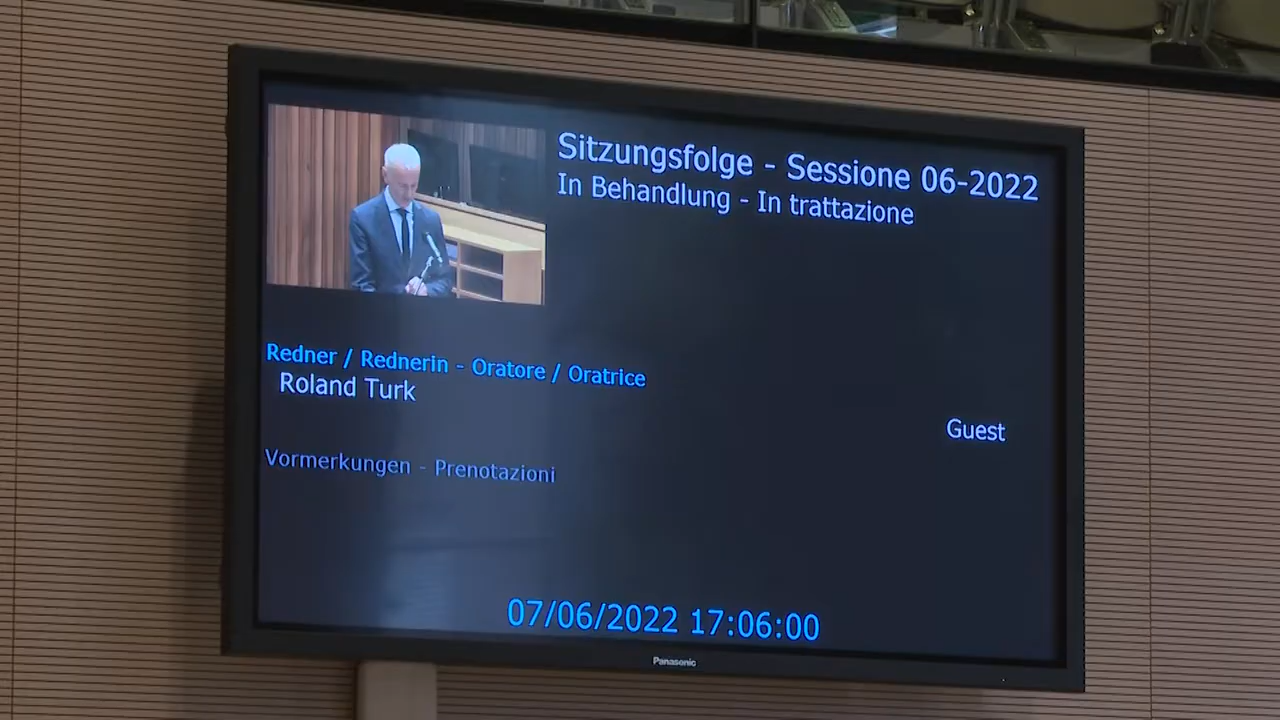 Sitzungsfolge - Sessione 06-2022
In Behandlung - In trattazione
Redner / Rednerin - Oratore / Oratrice
Roland Turk
Guest
Vormerkungen - Prenotazioni
07/06/2022 17:06:00
Panasonic